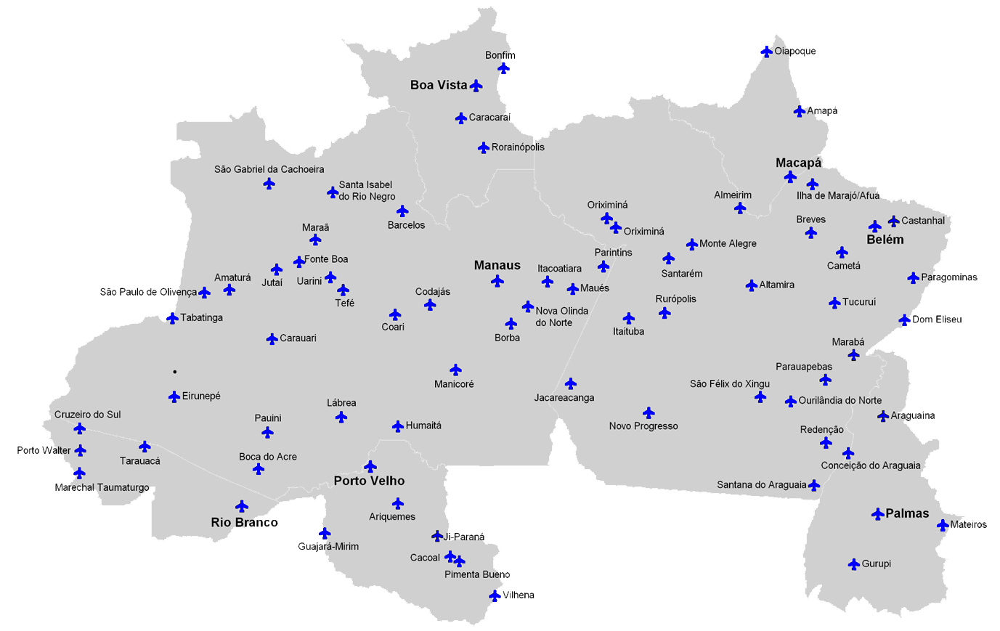 Oiapoque
Bonfim
Boa Vista
Amapá
Caracaraí
Rorainópolis
Macapá
São Gabriel da Cachoeira
Santa Isabel
do Rio Negro
Ilha de Marajó/Afuá
Almeirim
Oriximiná
Barcelos
Breves
Castanhal
Maraã
Oriximiná
Belém
Monte Alegre
Parintins
Fonte Boa
Manaus
Cametá
Itacoatiara
Santarém
Amaturá
Jutaí
Uarini
Paragominas
Altamira
Maués
São Paulo de Olivença
Codajás
Rurópolis
Tefé
Tucuruí
Nova Olinda
do Norte
Tabatinga
Dom Eliseu
Coari
Itaituba
Carauari
Borba
Marabá
Parauapebas
Manicoré
São Félix do Xingu
Eirunepé
Jacareacanga
Ourilândia do Norte
Lábrea
Cruzeiro do Sul
Araguaina
Pauini
Humaitá
Novo Progresso
Redenção
Porto Walter
Tarauacá
Boca do Acre
Conceição do Araguaia
Porto Velho
Santana do Araguaia
Marechal Taumaturgo
Palmas
Ariquemes
Rio Branco
Mateiros
Ji-Paraná
Guajará-Mirim
Cacoal
Gurupi
Pimenta Bueno
Vilhena